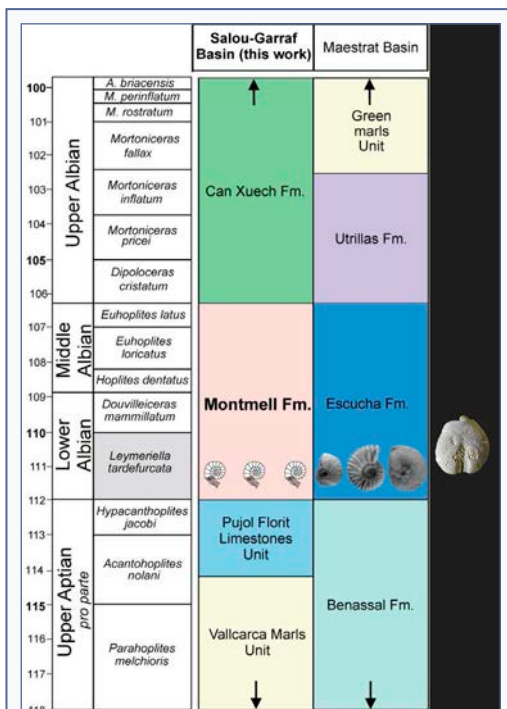 Salou-Garraf
Basin (this work)
Maestrat Basin
100
101
102
103
104
105
106
107
108
109
110
111
112
113
114
115
116
117
118
Upper Albian
Middle
Albian
Lower
Albian
Upper Aptian
pro parte
A. briacensis
M. perinflatum
M. rostratum
Mortoniceras
fallax
Mortoniceras
inflatum
Mortoniceras
pricei
Dipoloceras
cristatum
Euhoplites latus
Euhoplites
loricatus
Hoplites dentatus
Douvilleiceras
mammillatum
Leymeriella
tardefurcata
Hypacanthoplites
jacobi
Acantohoplites
nolani
Parahoplites
melchioris
Can Xuech Fm.
Montmell Fm.
Pujol Florit
Limestones
Unit
Vallcarca Marls
Unit
Green
marls
Unit
Utrillas Fm.
Escucha Fm.
Benassal Fm.